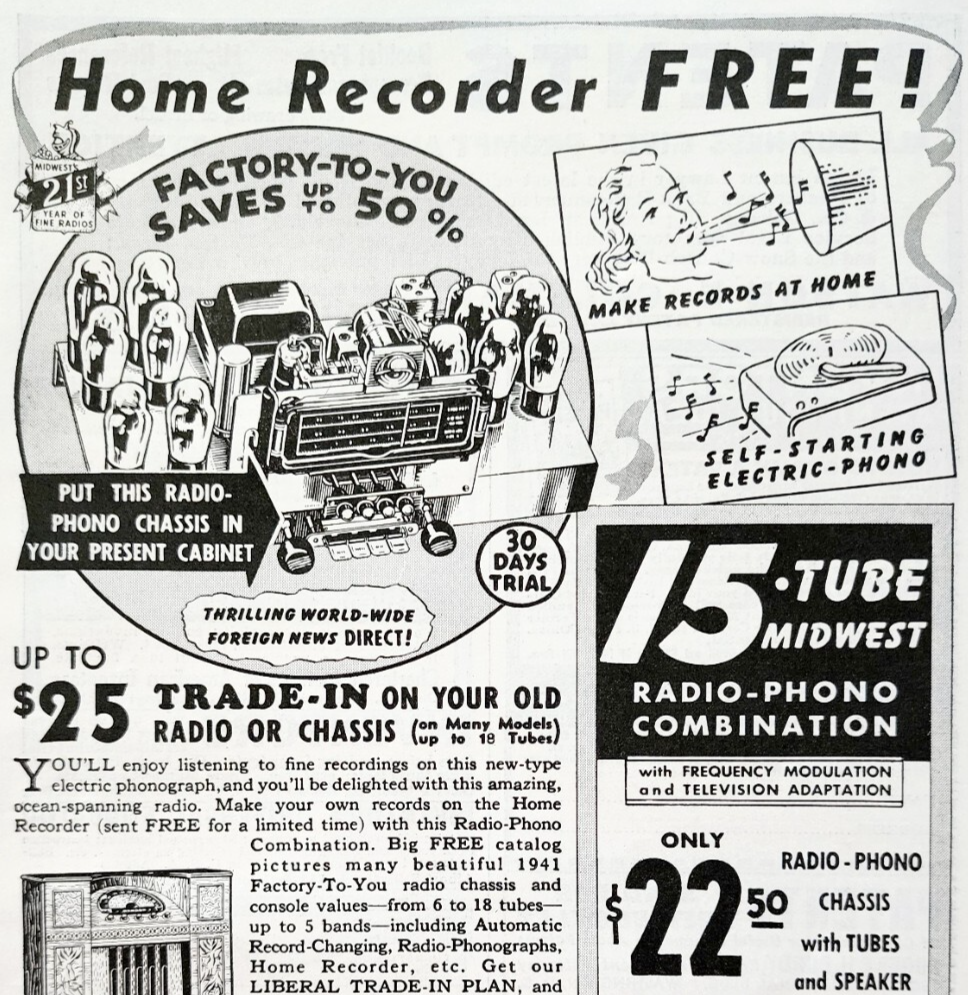 Home Recorder FREE!
MIDWEST'S
21ST
YEAR OF
FINE RADIOS
FACTORY-TO-YOU
SAVES UP TO 50%
MAKE RECORDS AT HOME
SELF-STARTING
ELECTRIC-PHONO
PUT THIS RADIO-
PHONO CHASSIS IN
YOUR PRESENT CABINET
30
DAYS
TRIAL
THRILLING WORLD-WIDE
FOREIGN NEWS DIRECT!
UP TO
$25 TRADE-IN ON YOUR OLD
RADIO OR CHASSIS (on Many Models)
(up to 18 Tubes)
YOU'LL enjoy listening to fine recordings on this new-type
electric phonograph, and you'll be delighted with this amazing,
ocean-spanning radio. Make your own records on the Home
Recorder (sent FREE for a limited time) with this Radio-Phono
Combination. Big FREE catalog
pictures many beautiful 1941
Factory-To-You radio chassis and
console values—from 6 to 18 tubes—
up to 5 bands—including Automatic
Record-Changing, Radio-Phonographs,
Home Recorder, etc. Get our
LIBERAL TRADE-IN PLAN, and
15-TUBE
MIDWEST
RADIO-PHONO
COMBINATION
with FREQUENCY MODULATION
and TELEVISION ADAPTATION
ONLY
$22 50
RADIO-PHONO
CHASSIS
with TUBES
and SPEAKER